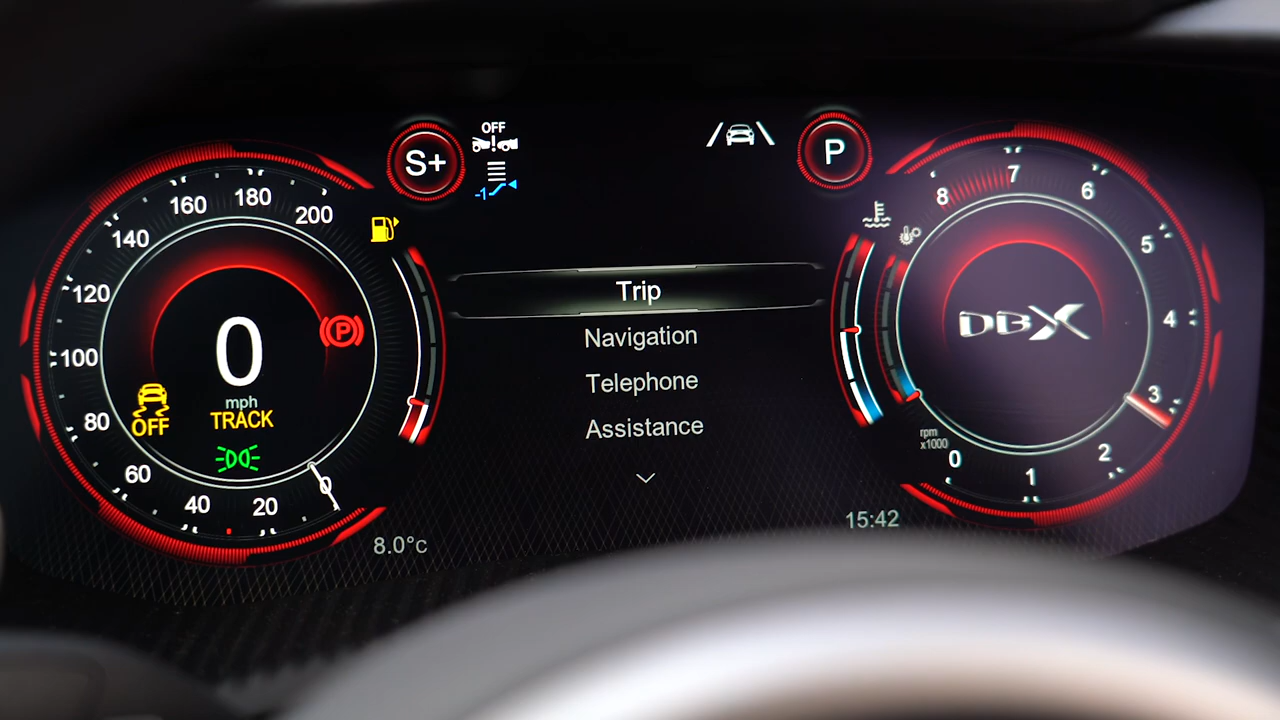 S+
OFF
-1
P
160
180
200
140
120
100
80
60
40
20
0
0
mph
TRACK
OFF
P
8.0°c
Trip
Navigation
Telephone
Assistance
15:42
8
7
6
5
4
3
2
1
0
rpm
x1000
DBX